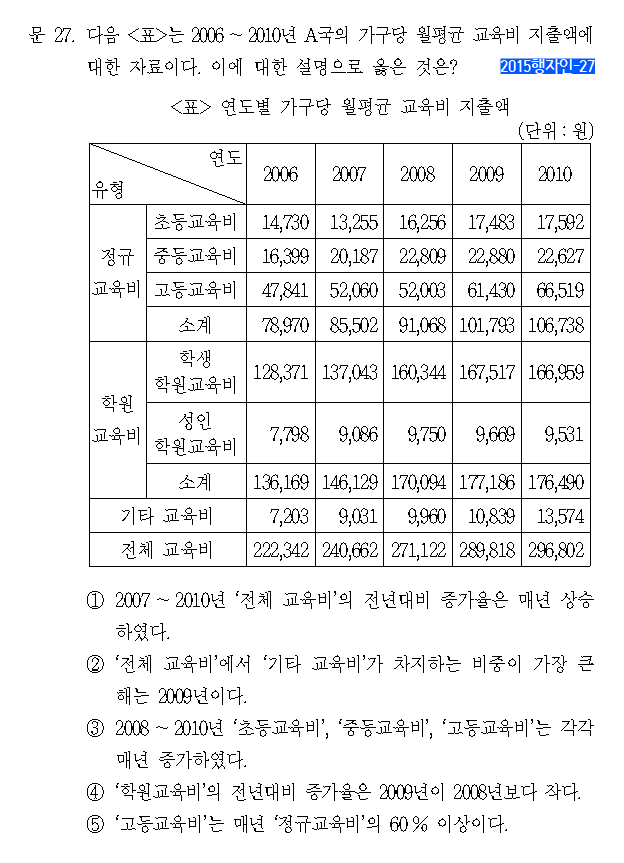 문 27. 다음 <표>는 2006 ~ 2010년 A국의 가구당 월평균 교육비 지출액에
대한 자료이다. 이에 대한 설명으로 옳은 것은? 2015행자인-27
<표> 연도별 가구당 월평균 교육비 지출액
(단위 : 원)
연도 유형 2006 2007 2008 2009 2010
정규 교육비 초등교육비 14,730 13,255 16,256 17,483 17,592
중등교육비 16,399 20,187 22,809 22,880 22,627
고등교육비 47,841 52,060 52,003 61,430 66,519
소계 78,970 85,502 91,068 101,793 106,738
학원 교육비 학생 학원교육비 128,371 137,043 160,344 167,517 166,959
성인 학원교육비 7,798 9,086 9,750 9,669 9,531
소계 136,169 146,129 170,094 177,186 176,490
기타 교육비 7,203 9,031 9,960 10,839 13,574
전체 교육비 222,342 240,662 271,122 289,818 296,802
① 2007 ~ 2010년 ‘전체 교육비’의 전년대비 증가율은 매년 상승
하였다.
② ‘전체 교육비’에서 ‘기타 교육비’가 차지하는 비중이 가장 큰
해는 2009년이다.
③ 2008 ~ 2010년 ‘초등교육비’, ‘중등교육비’, ‘고등교육비’는 각각
매년 증가하였다.
④ ‘학원교육비’의 전년대비 증가율은 2009년이 2008년보다 작다.
⑤ ‘고등교육비’는 매년 ‘정규교육비’의 60 % 이상이다.